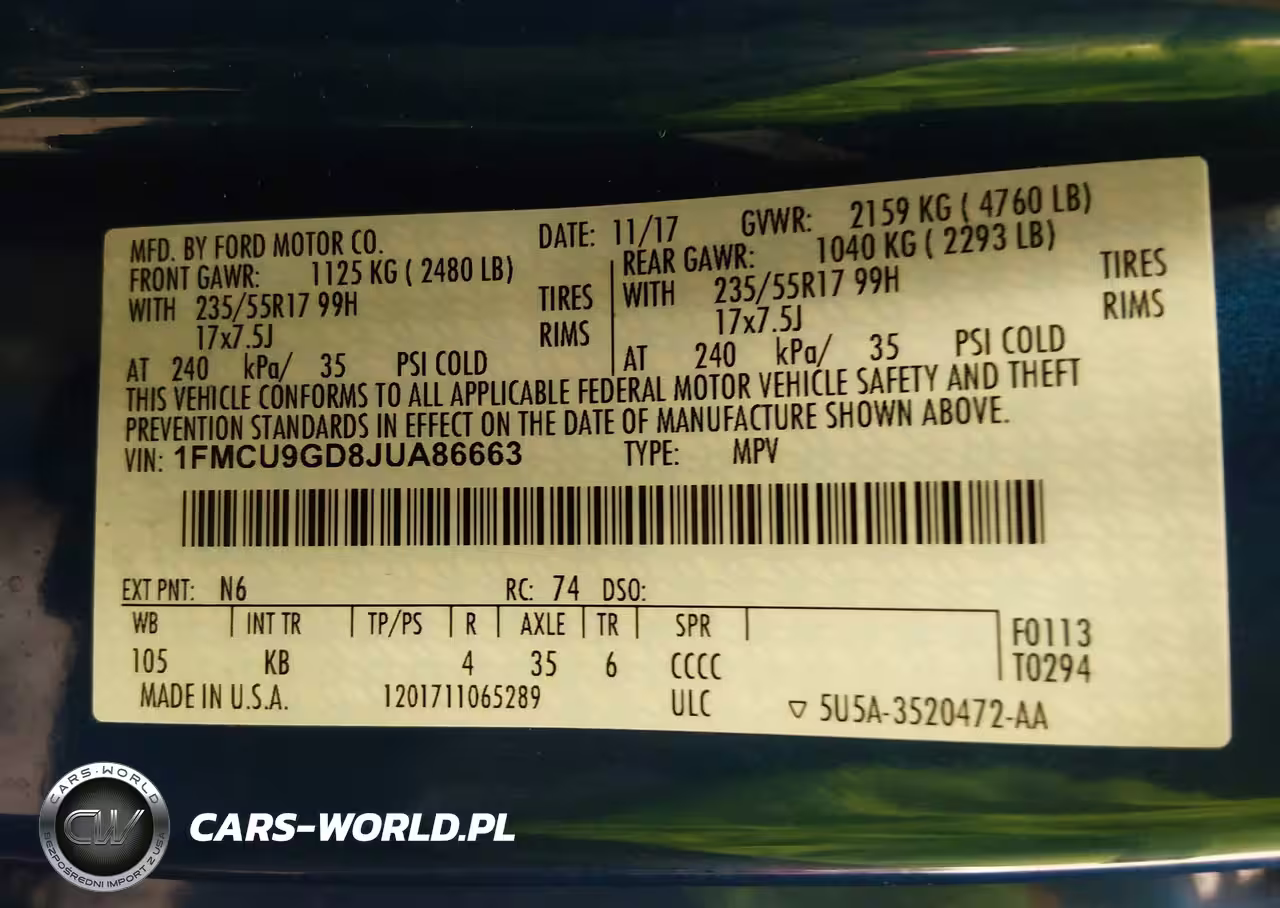 MFD. BY FORD MOTOR CO. DATE: 11/17 GVWR: 2159 KG ( 4760 LB)
FRONT GAWR: 1125 KG ( 2480 LB) REAR GAWR: 1040 KG ( 2293 LB)
WITH 235/55R17 99H TIRES WITH 235/55R17 99H TIRES
17x7.5J RIMS 17x7.5J RIMS
AT 240 kPa/ 35 PSI COLD AT 240 kPa/ 35 PSI COLD
THIS VEHICLE CONFORMS TO ALL APPLICABLE FEDERAL MOTOR VEHICLE SAFETY AND THEFT
PREVENTION STANDARDS IN EFFECT ON THE DATE OF MANUFACTURE SHOWN ABOVE.
VIN: 1FMCU9GD8JUA86663 TYPE: MPV
EXT PNT: N6 RC: 74 DSO:
WB INT TR TP/PS R AXLE TR SPR F0113
105 KB 4 35 6 CCCC T0294
MADE IN U.S.A. 1201711065289 ULC ▽ 5U5A-3520472-AA
CARS-WORLD
CW
BEZPOŚREDNI IMPORT Z USA
CARS-WORLD.PL